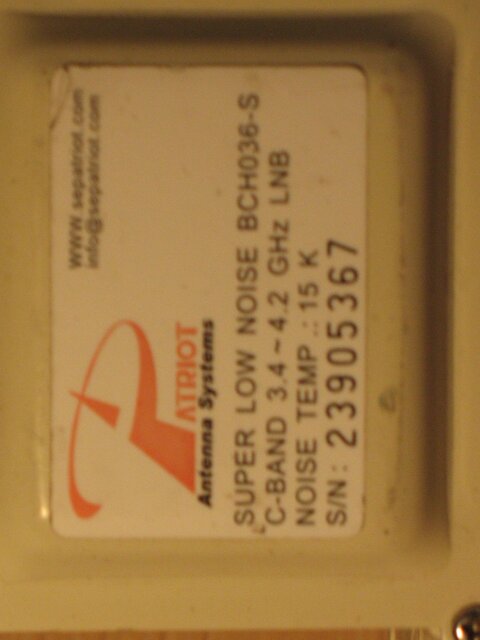 PATRIOT
Antenna Systems
www.sepatriot.com
info@sepatriot.com
SUPER LOW NOISE BCH036-S
C-BAND 3.4~4.2 GHz LNB
NOISE TEMP .: 15 K
S/N: 23905367